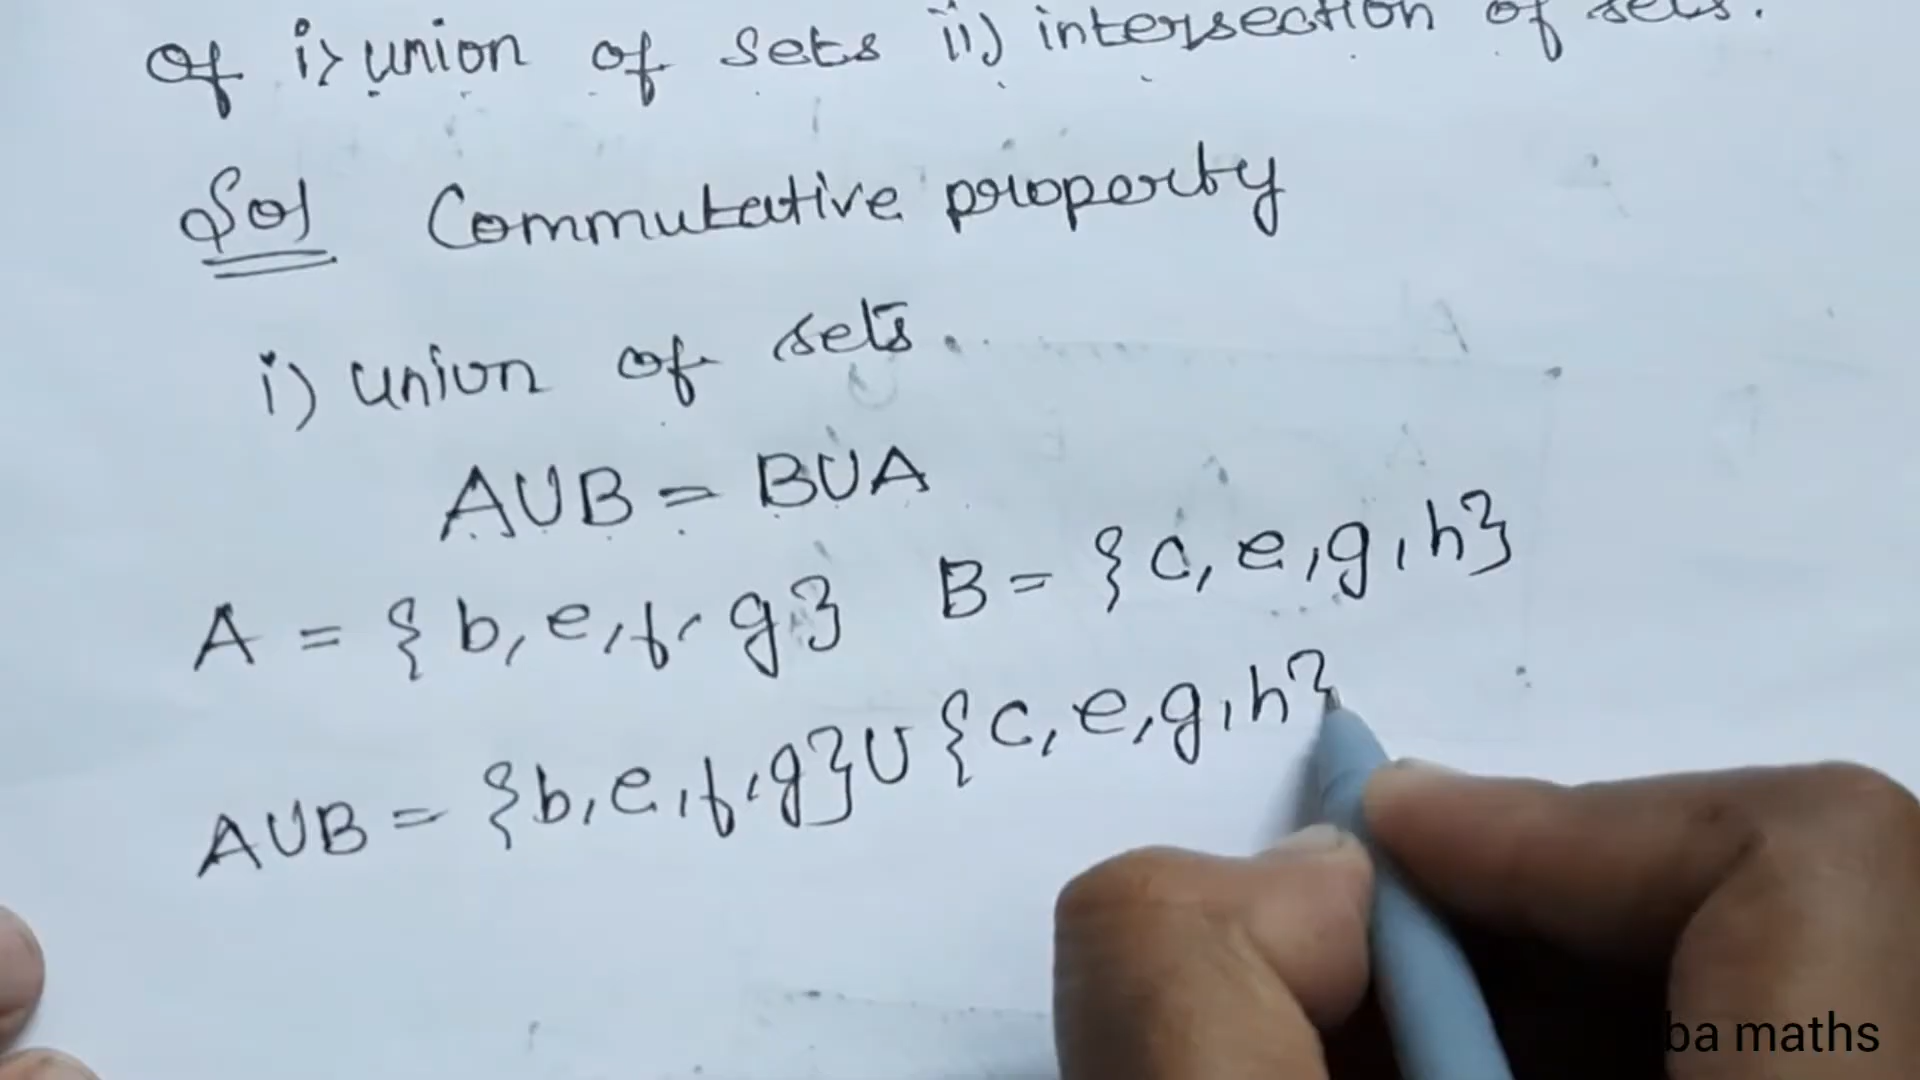 of i) union of sets ii) intersection of sets.
Sol Commutative property
i) union of sets.
AUB = BUA
A = {b, e, f, g} B = {c, e, g, h}
AUB = {b, e, f, g} U {c, e, g, h}
ba maths